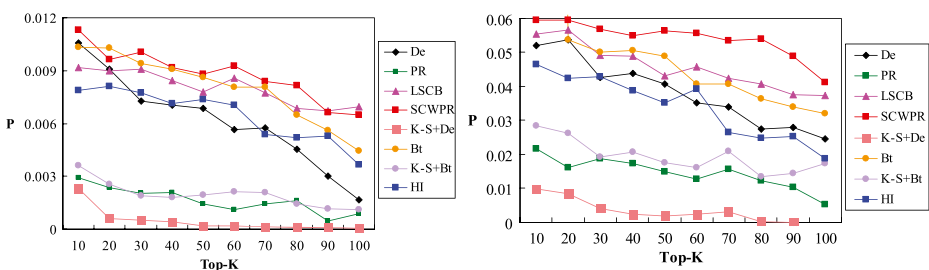 0.012
0.009
0.006
0.003
0
P
10 20 30 40 50 60 70 80 90 100
Top-K
De
PR
LSCB
SCWPR
K-S+De
Bt
K-S+Bt
HI
0.06
0.05
0.04
0.03
0.02
0.01
0
P
10 20 30 40 50 60 70 80 90 100
Top-K
De
PR
LSCB
SCWPR
K-S+De
Bt
K-S+Bt
HI